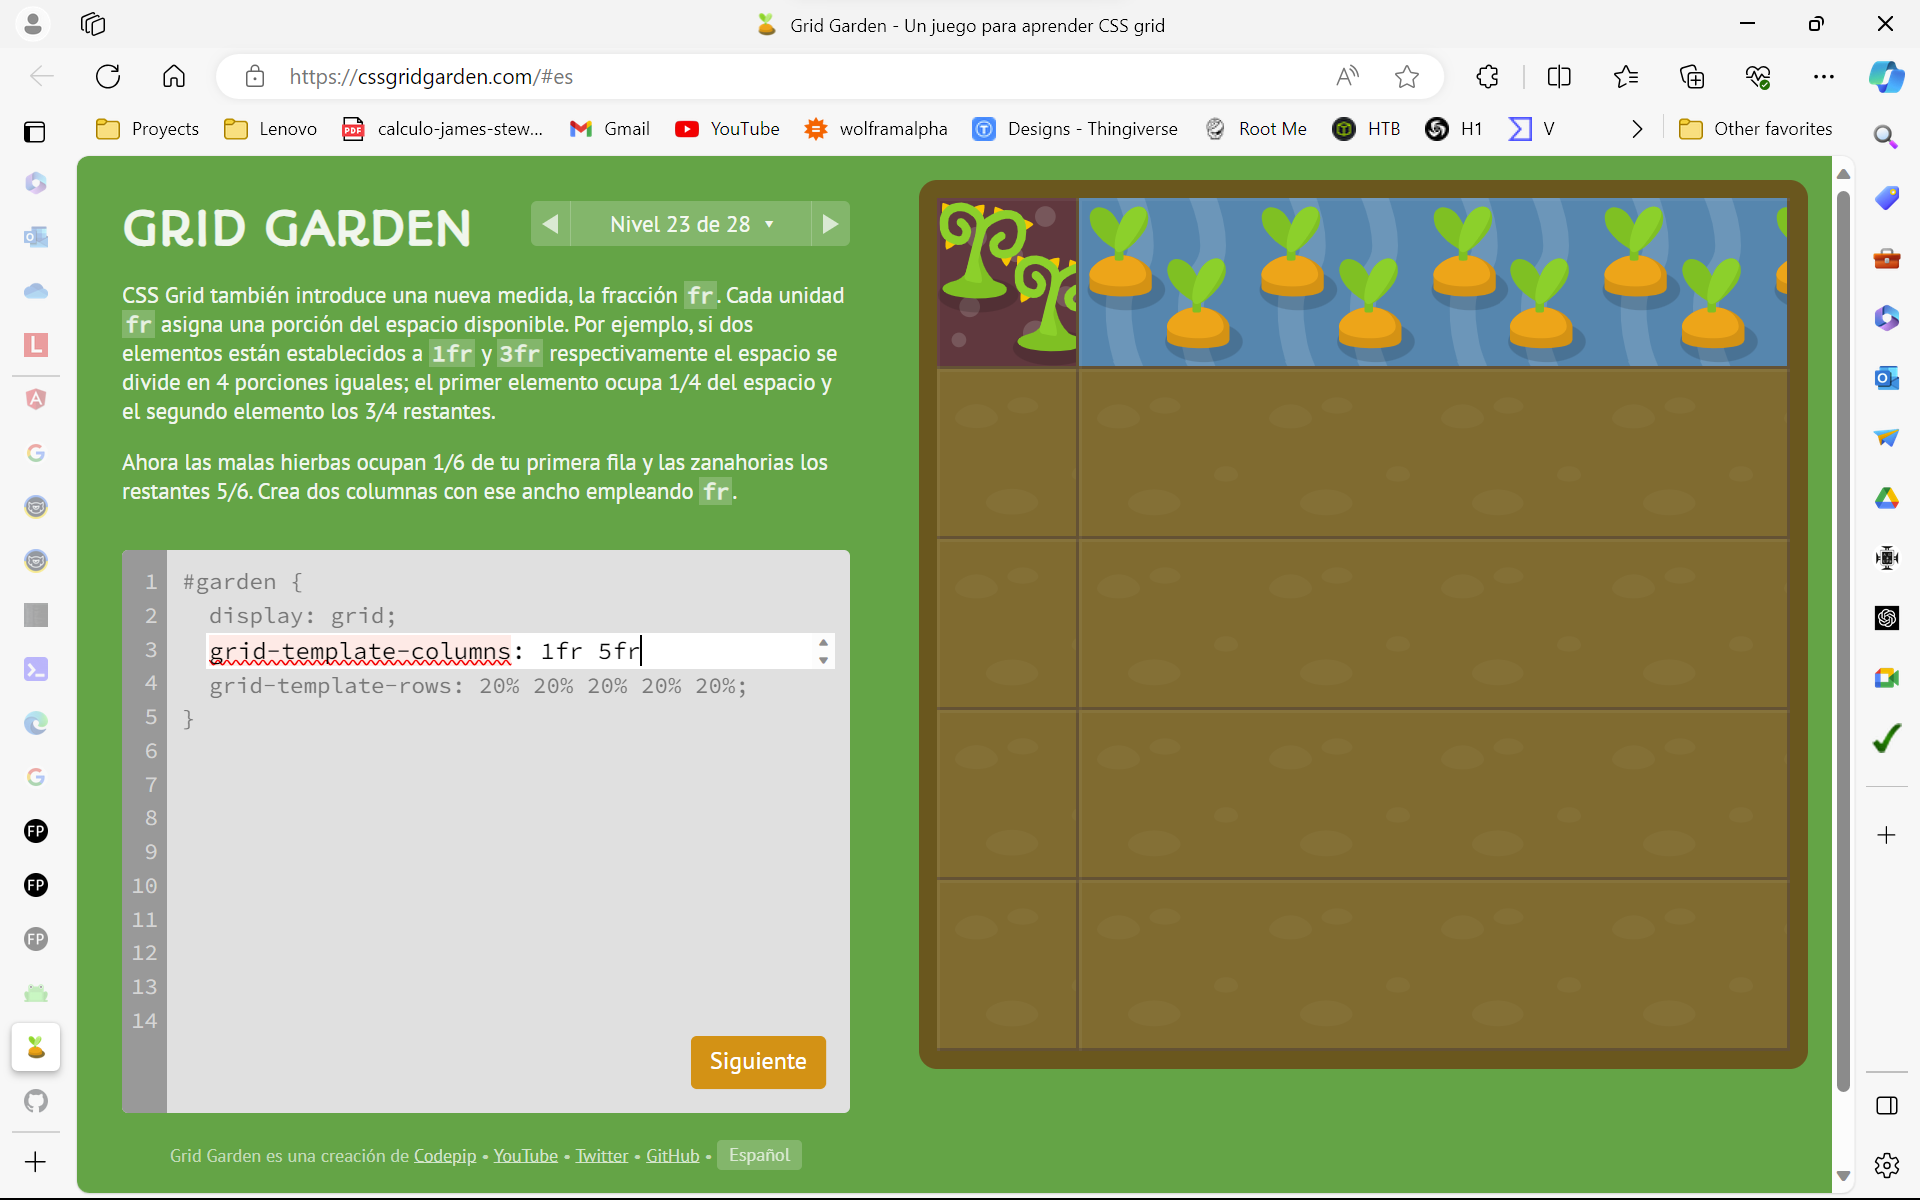 Grid Garden - Un juego para aprender CSS grid
https://cssgridgarden.com/#es
Proyects
Lenovo
PDF
calculo-james-stew...
Gmail
YouTube
wolframalpha
Designs - Thingiverse
Root Me
HTB
H1
V
Other favorites
GRID GARDEN
Nivel 23 de 28
CSS Grid también introduce una nueva medida, la fracción fr. Cada unidad
fr asigna una porción del espacio disponible. Por ejemplo, si dos
elementos están establecidos a 1fr y 3fr respectivamente el espacio se
divide en 4 porciones iguales; el primer elemento ocupa 1/4 del espacio y
el segundo elemento los 3/4 restantes.
Ahora las malas hierbas ocupan 1/6 de tu primera fila y las zanahorias los
restantes 5/6. Crea dos columnas con ese ancho empleando fr.
1 #garden {
2 display: grid;
3 grid-template-columns: 1fr 5fr
4 grid-template-rows: 20% 20% 20% 20% 20%;
5 }
6
7
8
9
10
11
12
13
14
Siguiente
Grid Garden es una creación de Codepip • YouTube • Twitter • GitHub • Español
L
FP
FP
FP